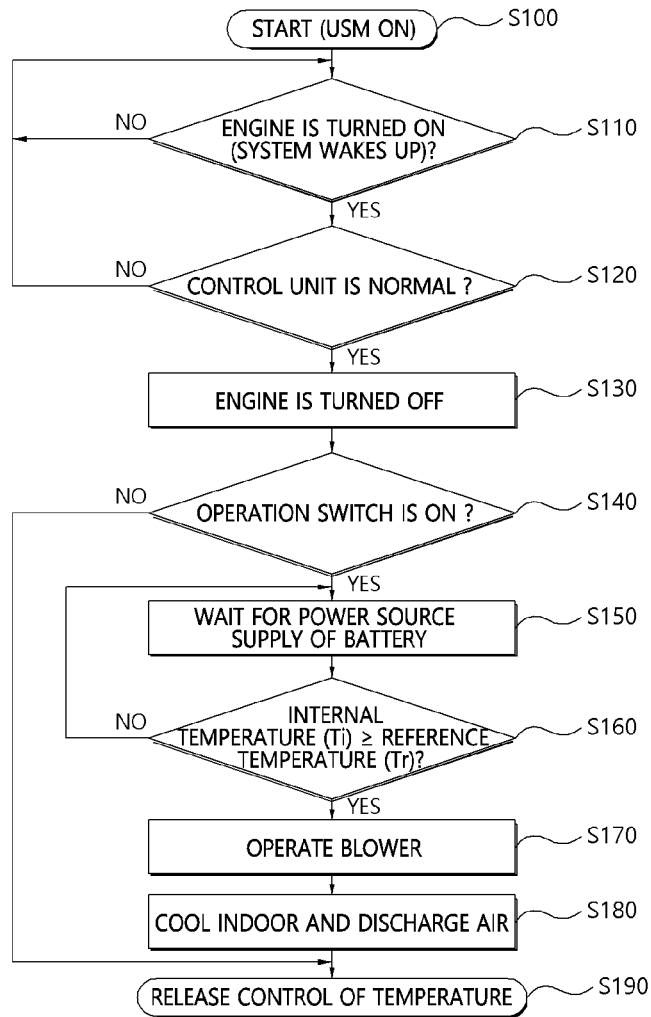 START (USM ON)
S100
NO
ENGINE IS TURNED ON
(SYSTEM WAKES UP)?
S110
YES
NO
CONTROL UNIT IS NORMAL ?
S120
YES
ENGINE IS TURNED OFF
S130
NO
OPERATION SWITCH IS ON ?
S140
YES
WAIT FOR POWER SOURCE
SUPPLY OF BATTERY
S150
NO
INTERNAL
TEMPERATURE (Ti) ≥ REFERENCE
TEMPERATURE (Tr)?
S160
YES
OPERATE BLOWER
S170
COOL INDOOR AND DISCHARGE AIR
S180
RELEASE CONTROL OF TEMPERATURE
S190